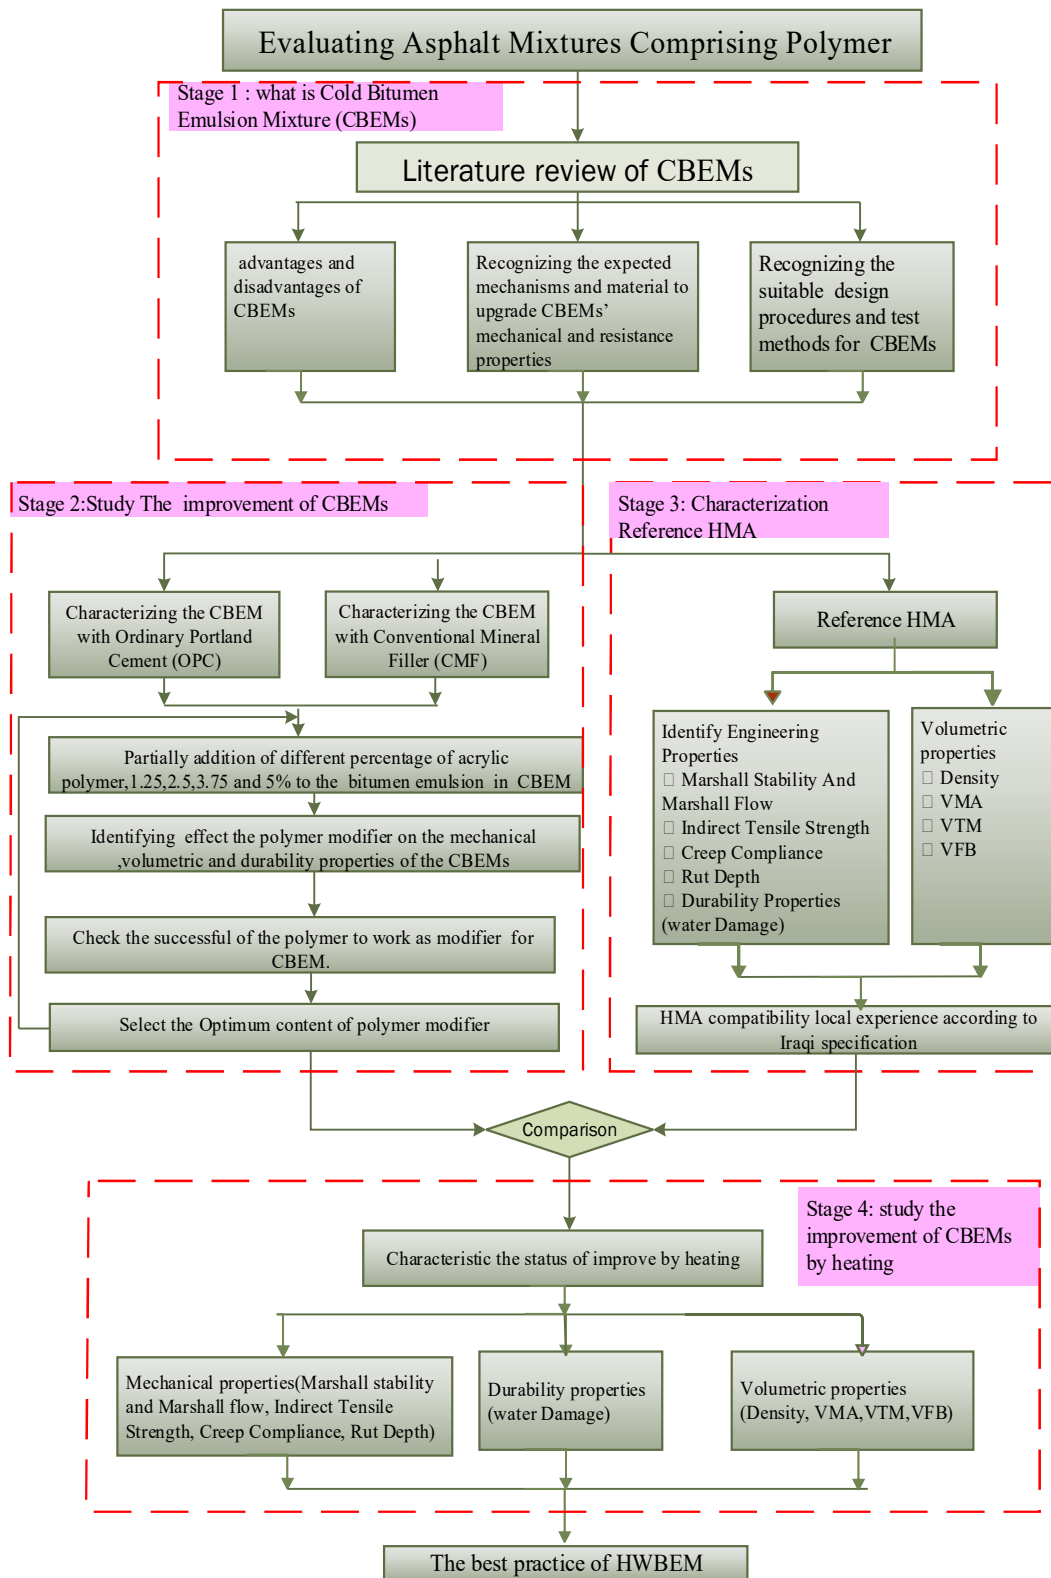 Evaluating Asphalt Mixtures Comprising Polymer
Stage 1 : what is Cold Bitumen
Emulsion Mixture (CBEMs)
Literature review of CBEMs
advantages and
disadvantages of
CBEMs
Recognizing the expected
mechanisms and material to
upgrade CBEMs’
mechanical and resistance
properties
Recognizing the
suitable design
procedures and test
methods for CBEMs
Stage 2:Study The improvement of CBEMs
Stage 3: Characterization
Reference HMA
Characterizing the CBEM
with Ordinary Portland
Cement (OPC)
Characterizing the CBEM
with Conventional Mineral
Filler (CMF)
Reference HMA
Partially addition of different percentage of acrylic
polymer,1.25,2.5,3.75 and 5% to the bitumen emulsion in CBEM
Identifying effect the polymer modifier on the mechanical
,volumetric and durability properties of the CBEMs
Check the successful of the polymer to work as modifier for
CBEM.
Select the Optimum content of polymer modifier
Identify Engineering
Properties
▯ Marshall Stability And
Marshall Flow
▯ Indirect Tensile Strength
▯ Creep Compliance
▯ Rut Depth
▯ Durability Properties
(water Damage)
Volumetric
properties
▯ Density
▯ VMA
▯ VTM
▯ VFB
HMA compatibility local experience according to
Iraqi specification
Comparison
Stage 4: study the
improvement of CBEMs
by heating
Characteristic the status of improve by heating
Mechanical properties(Marshall stability
and Marshall flow, Indirect Tensile
Strength, Creep Compliance, Rut Depth)
Durability properties
(water Damage)
Volumetric properties
(Density, VMA,VTM,VFB)
The best practice of HWBEM